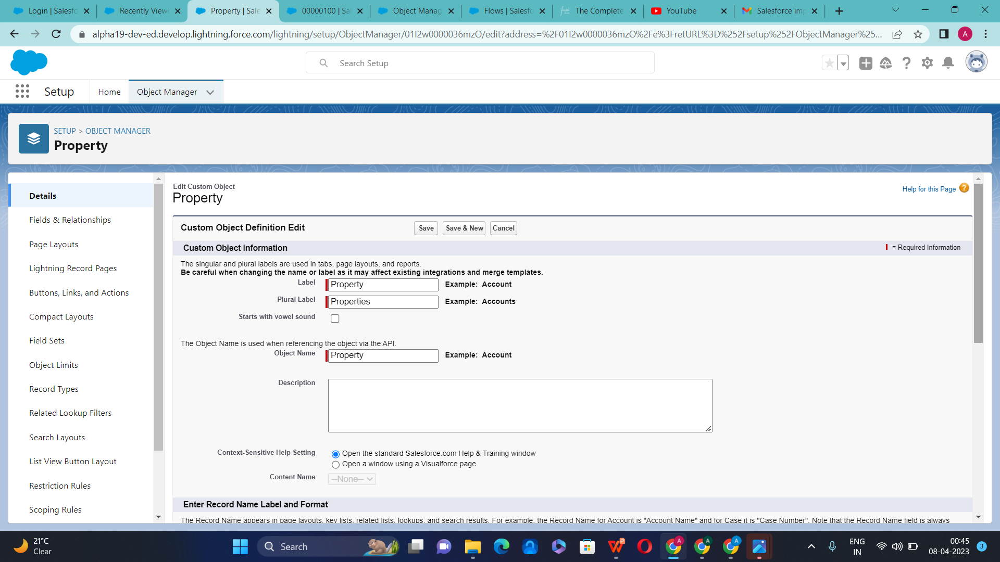 Login | Salesfo
Recently Viewe
Property | Sale
00000100 | Sal
Object Manag
Flows | Salesfo
The Complete
YouTube
Salesforce imp
alpha19-dev-ed.develop.lightning.force.com/lightning/setup/ObjectManager/01I2w0000036mzO/edit?address=%2F01I2w0000036mzO%2Fe%3FretURL%3D%252Fsetup%252FObjectManager%25...
A
Search Setup
Setup
Home
Object Manager
SETUP > OBJECT MANAGER
Property
Details
Fields & Relationships
Page Layouts
Lightning Record Pages
Buttons, Links, and Actions
Compact Layouts
Field Sets
Object Limits
Record Types
Related Lookup Filters
Search Layouts
List View Button Layout
Restriction Rules
Scoping Rules
Edit Custom Object
Property
Help for this Page ?
Custom Object Definition Edit
Save
Save & New
Cancel
Custom Object Information
= Required Information
The singular and plural labels are used in tabs, page layouts, and reports.
Be careful when changing the name or label as it may affect existing integrations and merge templates.
Label Property Example: Account
Plural Label Properties Example: Accounts
Starts with vowel sound
The Object Name is used when referencing the object via the API.
Object Name Property Example: Account
Description
Context-Sensitive Help Setting Open the standard Salesforce.com Help & Training window
Open a window using a Visualforce page
Content Name --None--
Enter Record Name Label and Format
The Record Name appears in page layouts, key lists, related lists, lookups, and search results. For example, the Record Name for Account is "Account Name" and for Case it is "Case Number". Note that the Record Name field is always
21°C
Clear
Search
A
A
A
ENG
IN
00:45
08-04-2023
3